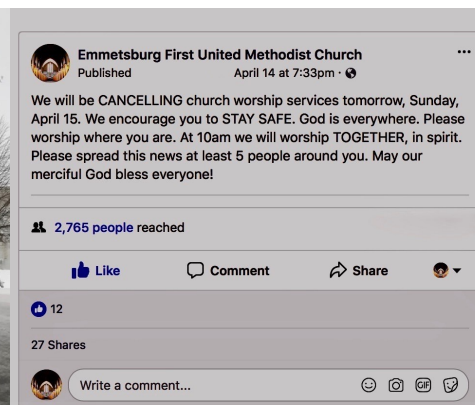 Emmetsburg First United Methodist Church
Published April 14 at 7:33pm
We will be CANCELLING church worship services tomorrow, Sunday,
April 15. We encourage you to STAY SAFE. God is everywhere. Please
worship where you are. At 10am we will worship TOGETHER, in spirit.
Please spread this news at least 5 people around you. May our
merciful God bless everyone!
2,765 people reached
Like Comment Share
12
27 Shares
Write a comment... GIF